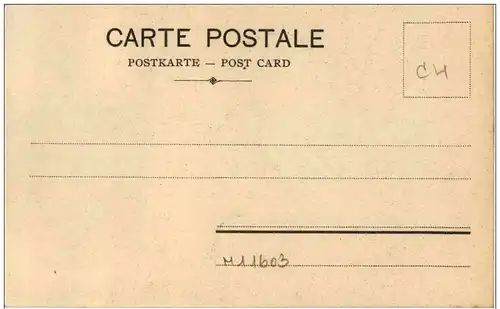 CARTE POSTALE
POSTKARTE — POST CARD
CH
M11603